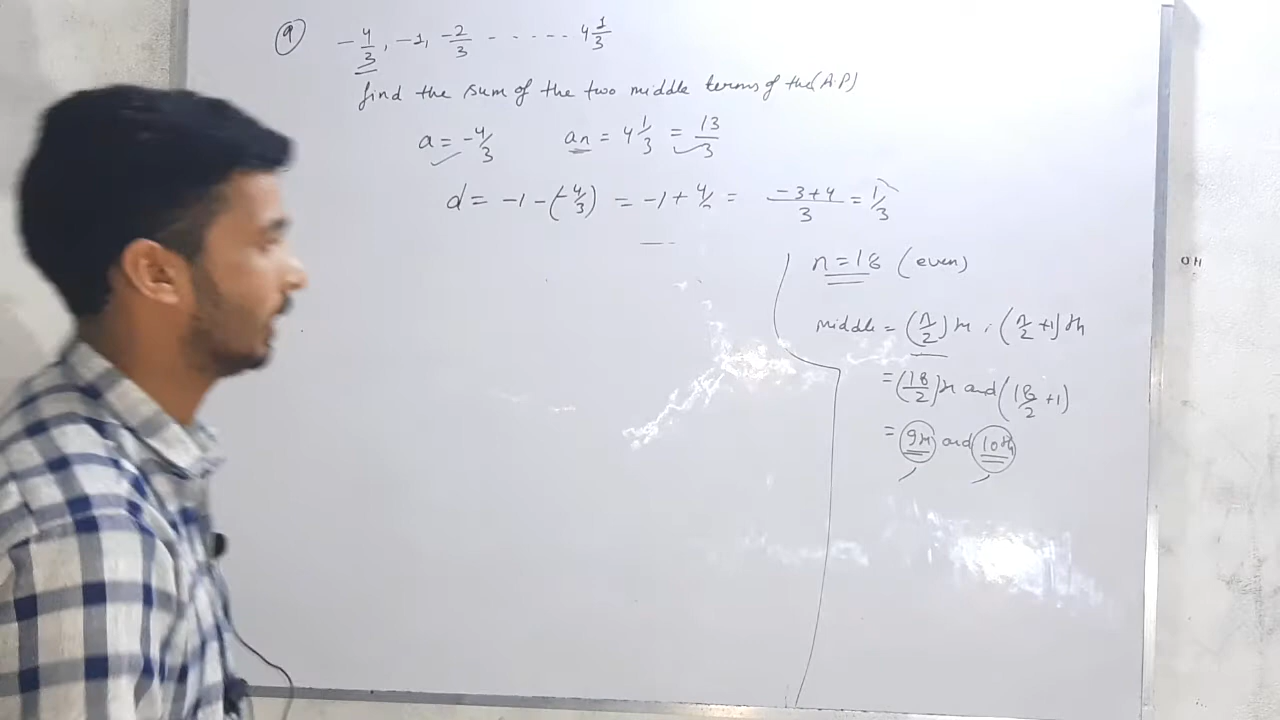 9
-4/3, -1, -2/3 - - - - - - 4 1/3
find the sum of the two middle terms of the (A.P)
a = -4/3    an = 4 1/3 = 13/3
d = -1 - (-4/3) = -1 + 4/ = (-3+4)/3 = 1/3
n = 18 (even)
middle = (n/2)th, (n/2 + 1)th
= (18/2)th and (18/2 + 1)
= 9th and 10th